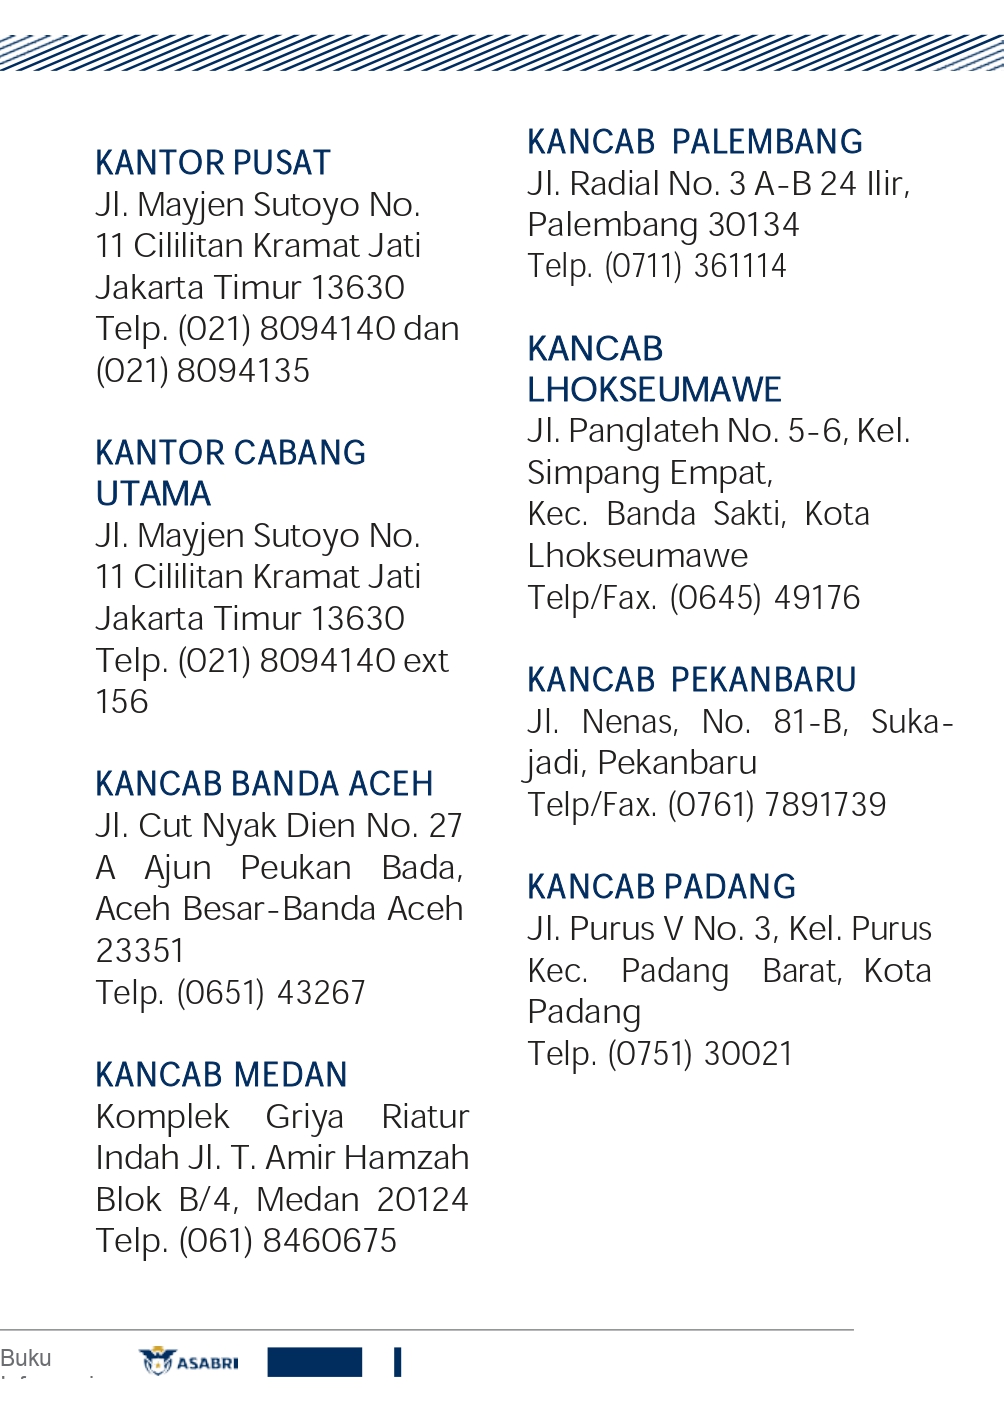 KANTOR PUSAT
Jl. Mayjen Sutoyo No.
11 Cililitan Kramat Jati
Jakarta Timur 13630
Telp. (021) 8094140 dan
(021) 8094135
KANTOR CABANG
UTAMA
Jl. Mayjen Sutoyo No.
11 Cililitan Kramat Jati
Jakarta Timur 13630
Telp. (021) 8094140 ext
156
KANCAB BANDA ACEH
Jl. Cut Nyak Dien No. 27
A Ajun Peukan Bada,
Aceh Besar-Banda Aceh
23351
Telp. (0651) 43267
KANCAB MEDAN
Komplek Griya Riatur
Indah Jl. T. Amir Hamzah
Blok B/4, Medan 20124
Telp. (061) 8460675
KANCAB PALEMBANG
Jl. Radial No. 3 A-B 24 Ilir,
Palembang 30134
Telp. (0711) 361114
KANCAB
LHOKSEUMAWE
Jl. Panglateh No. 5-6, Kel.
Simpang Empat,
Kec. Banda Sakti, Kota
Lhokseumawe
Telp/Fax. (0645) 49176
KANCAB PEKANBARU
Jl. Nenas, No. 81-B, Suka-
jadi, Pekanbaru
Telp/Fax. (0761) 7891739
KANCAB PADANG
Jl. Purus V No. 3, Kel. Purus
Kec. Padang Barat, Kota
Padang
Telp. (0751) 30021
Buku
ASABRI